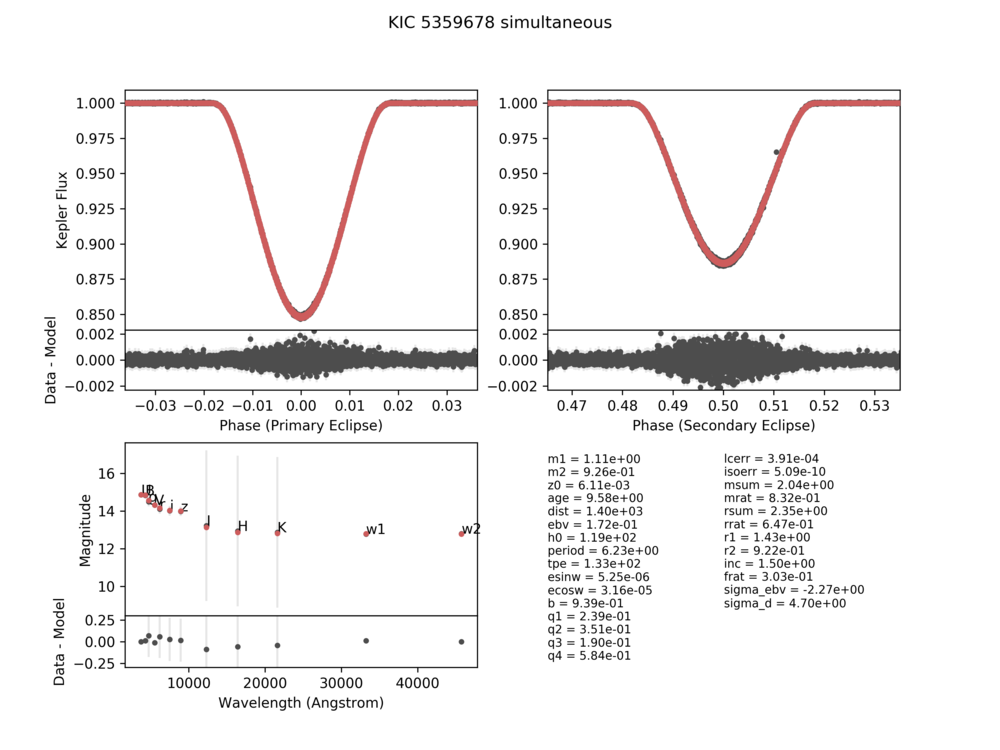 KIC 5359678 simultaneous
1.000
0.975
0.950
0.925
0.900
0.875
0.850
Kepler Flux
0.002
0.000
−0.002
Data - Model
−0.03 −0.02 −0.01 0.00 0.01 0.02 0.03
Phase (Primary Eclipse)
1.000
0.975
0.950
0.925
0.900
0.875
0.850
0.002
0.000
−0.002
0.47 0.48 0.49 0.50 0.51 0.52 0.53
Phase (Secondary Eclipse)
16
14
12
10
Magnitude
B
V
i
z
J
H
K
w1
w2
0.25
0.00
−0.25
Data - Model
10000 20000 30000 40000
Wavelength (Angstrom)
m1 = 1.11e+00
m2 = 9.26e-01
z0 = 6.11e-03
age = 9.58e+00
dist = 1.40e+03
ebv = 1.72e-01
h0 = 1.19e+02
period = 6.23e+00
tpe = 1.33e+02
esinw = 5.25e-06
ecosw = 3.16e-05
b = 9.39e-01
q1 = 2.39e-01
q2 = 3.51e-01
q3 = 1.90e-01
q4 = 5.84e-01
lcerr = 3.91e-04
isoerr = 5.09e-10
msum = 2.04e+00
mrat = 8.32e-01
rsum = 2.35e+00
rrat = 6.47e-01
r1 = 1.43e+00
r2 = 9.22e-01
inc = 1.50e+00
frat = 3.03e-01
sigma_ebv = -2.27e+00
sigma_d = 4.70e+00